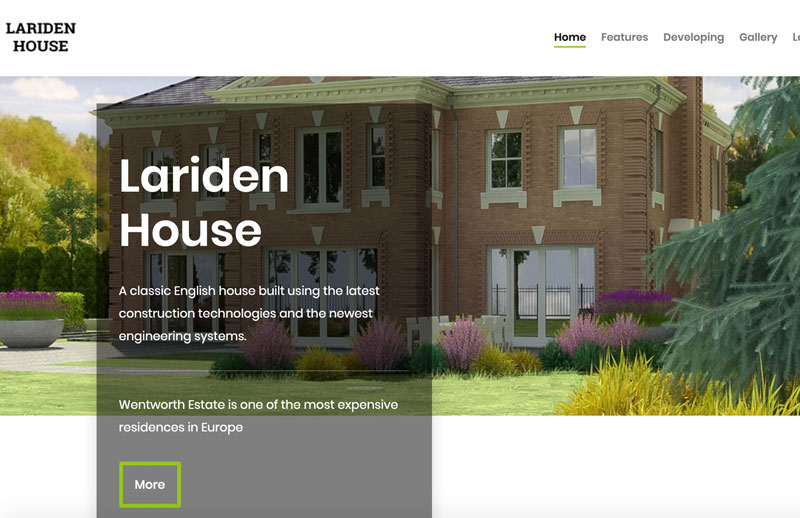 LARIDEN
HOUSE
Home Features Developing Gallery
Lariden
House
A classic English house built using the latest
construction technologies and the newest
engineering systems.
Wentworth Estate is one of the most expensive
residences in Europe
More